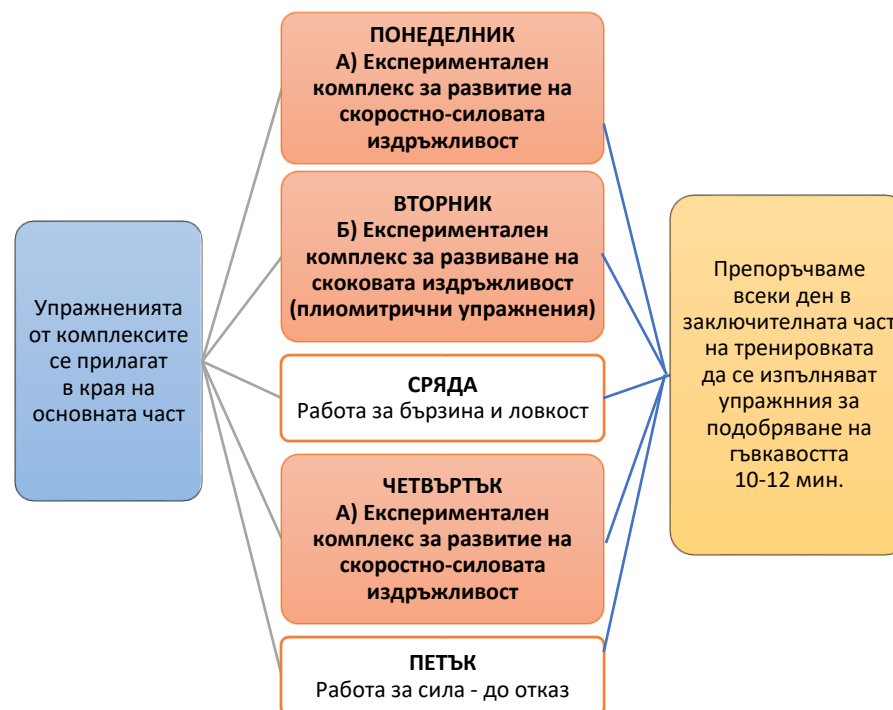 Упражненията
от комплексите
се прилагат
в края на
основната част
ПОНЕДЕЛНИК
А) Експериментален
комплекс за развитие на
скоростно-силовата
издръжливост
ВТОРНИК
Б) Експериментален
комплекс за развиване на
скоковата издръжливост
(плиомитрични упражнения)
СРЯДА
Работа за бързина и ловкост
ЧЕТВЪРТЪК
А) Експериментален
комплекс за развитие на
скоростно-силовата
издръжливост
ПЕТЪК
Работа за сила - до отказ
Препоръчваме
всеки ден в
заключителната част
на тренировката
да се изпълняват
упражнния за
подобряване на
гъвкавостта
10-12 мин.